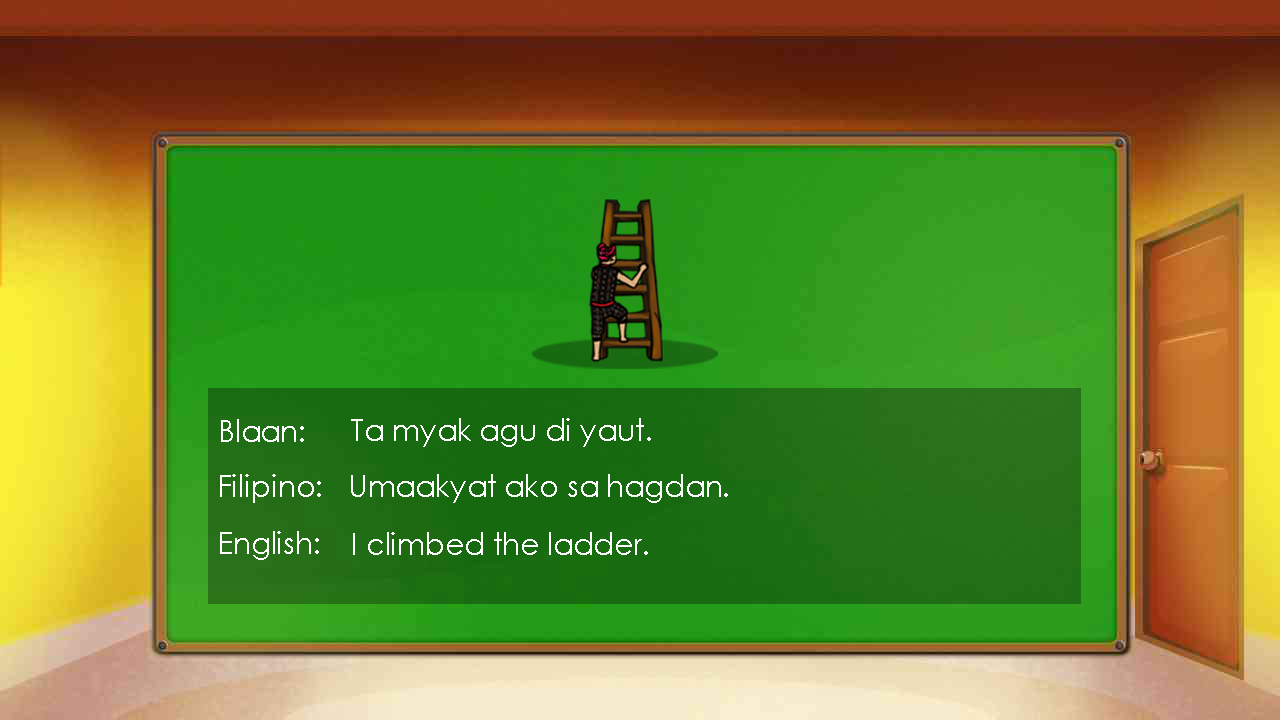 Blaan: Ta myak agu di yaut.
Filipino: Umaakyat ako sa hagdan.
English: I climbed the ladder.